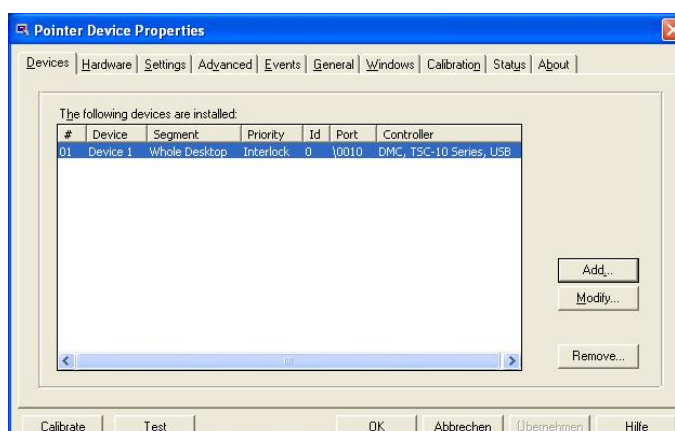 Pointer Device Properties
Devices Hardware Settings Advanced Events General Windows Calibration Status About
The following devices are installed:
# Device Segment Priority Id Port Controller
01 Device 1 Whole Desktop Interlock 0 \0010 DMC, TSC-10 Series, USB
Add...
Modify...
Remove...
Calibrate Test OK Abbrechen Übernehmen Hilfe